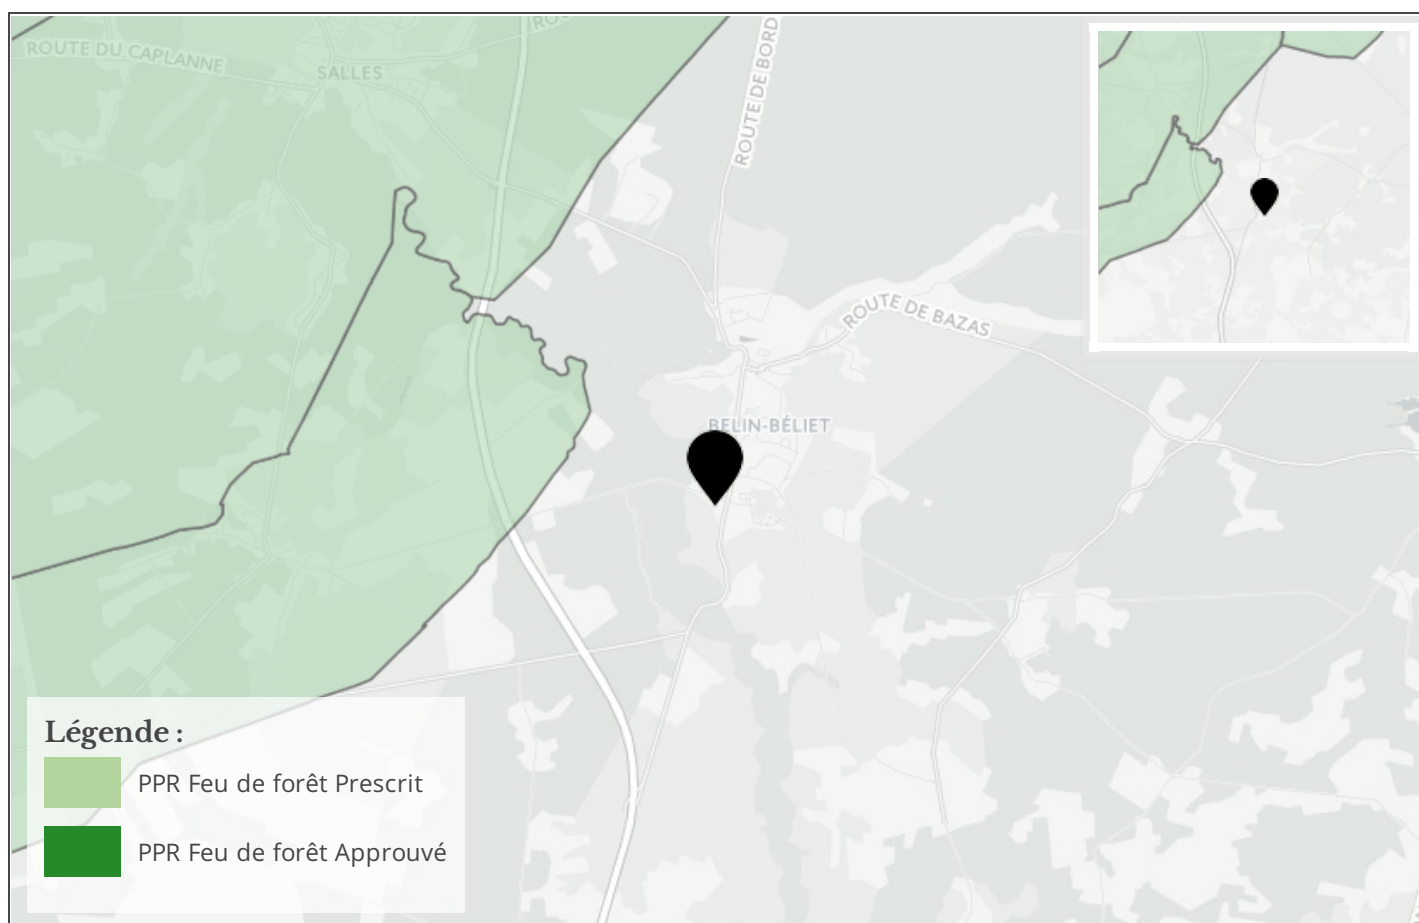 ROU
ROUTE DU CAPLANNE
SALLES
ROUTE DE BORD
ROUTE DE BAZAS
BELIN-BÉLIET
Légende :
PPR Feu de forêt Prescrit
PPR Feu de forêt Approuvé